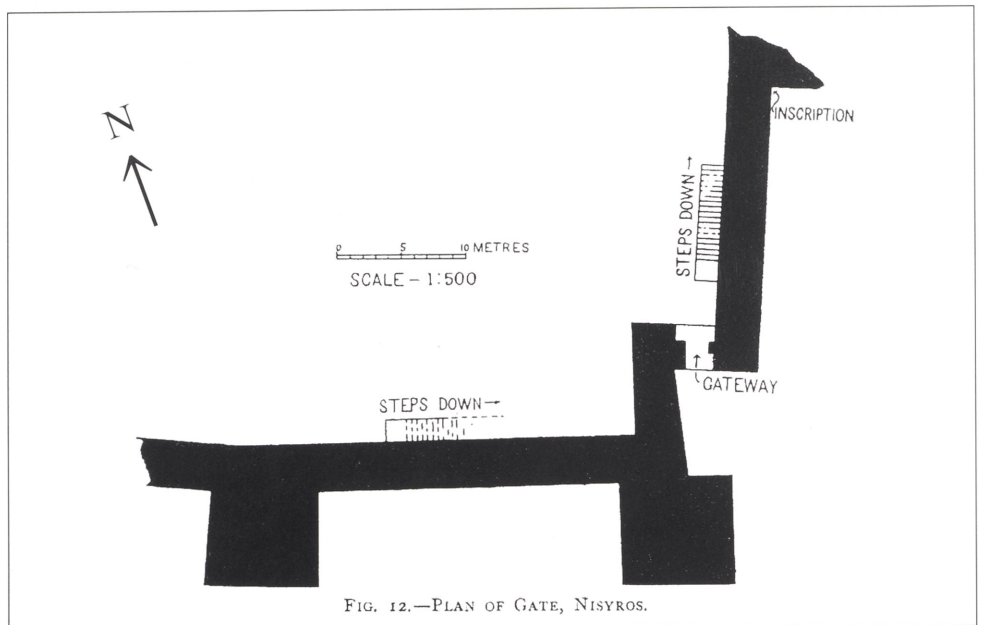 N
INSCRIPTION
STEPS DOWN→
0 5 10 METRES
SCALE – 1:500
GATEWAY
STEPS DOWN→
FIG. 12.—PLAN OF GATE, NISYROS.